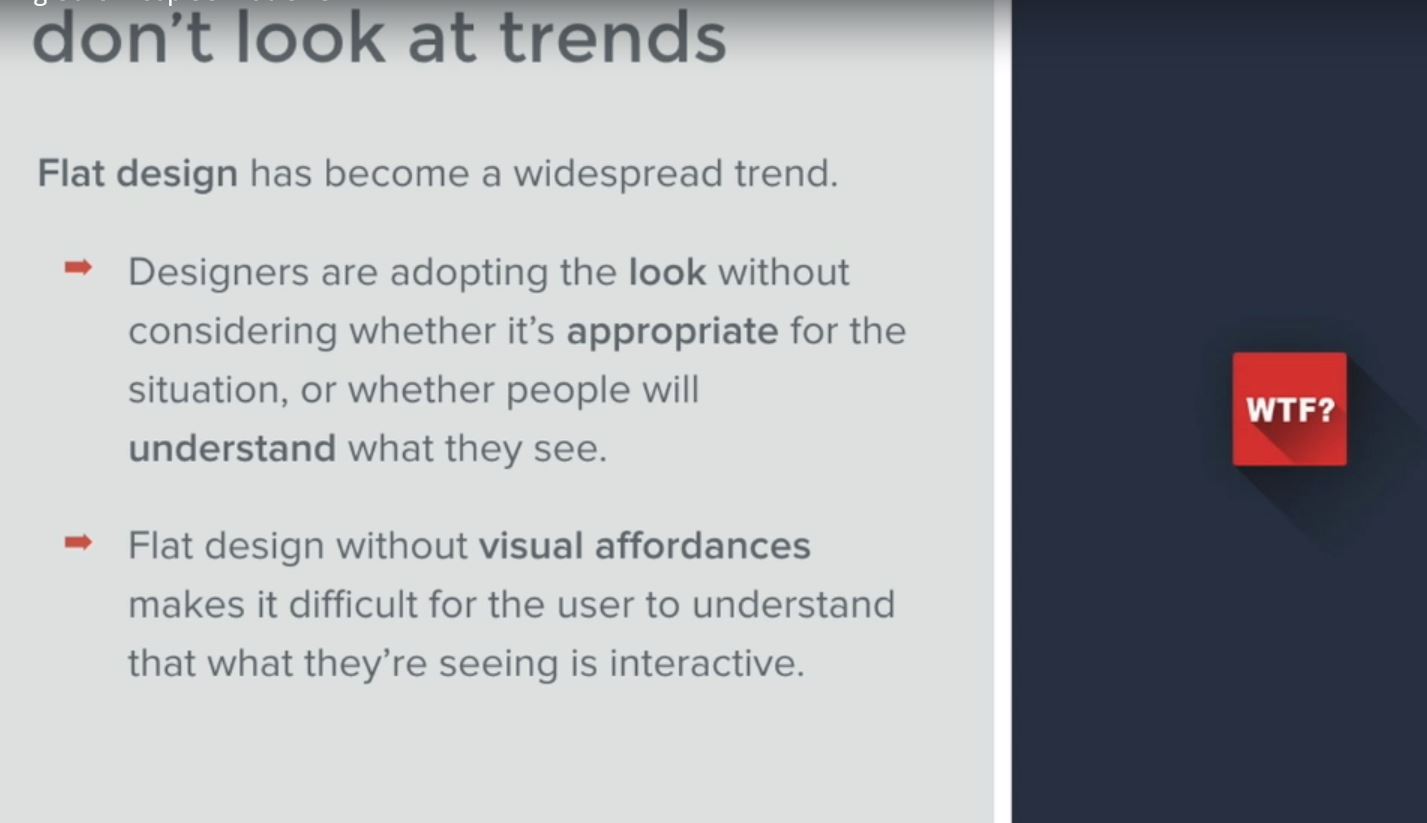 don’t look at trends
Flat design has become a widespread trend.
➡ Designers are adopting the look without
considering whether it’s appropriate for the
situation, or whether people will
understand what they see.
➡ Flat design without visual affordances
makes it difficult for the user to understand
that what they’re seeing is interactive.
WTF?